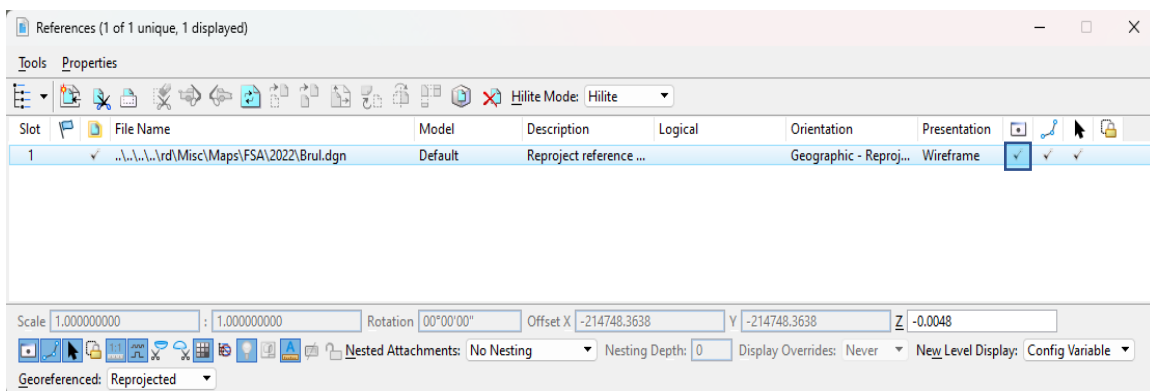 References (1 of 1 unique, 1 displayed)
Tools Properties
Hilite Mode: Hilite
Slot File Name Model Description Logical Orientation Presentation
1 ..\..\..\..\rd\Misc\Maps\FSA\2022\Brul.dgn Default Reproject reference ... Geographic - Reproj... Wireframe
Scale 1.000000000 : 1.000000000 Rotation 00°00'00" Offset X -214748.3638 Y -214748.3638 Z -0.0048
1:1 A Nested Attachments: No Nesting Nesting Depth: 0 Display Overrides: Never New Level Display: Config Variable
Georeferenced: Reprojected